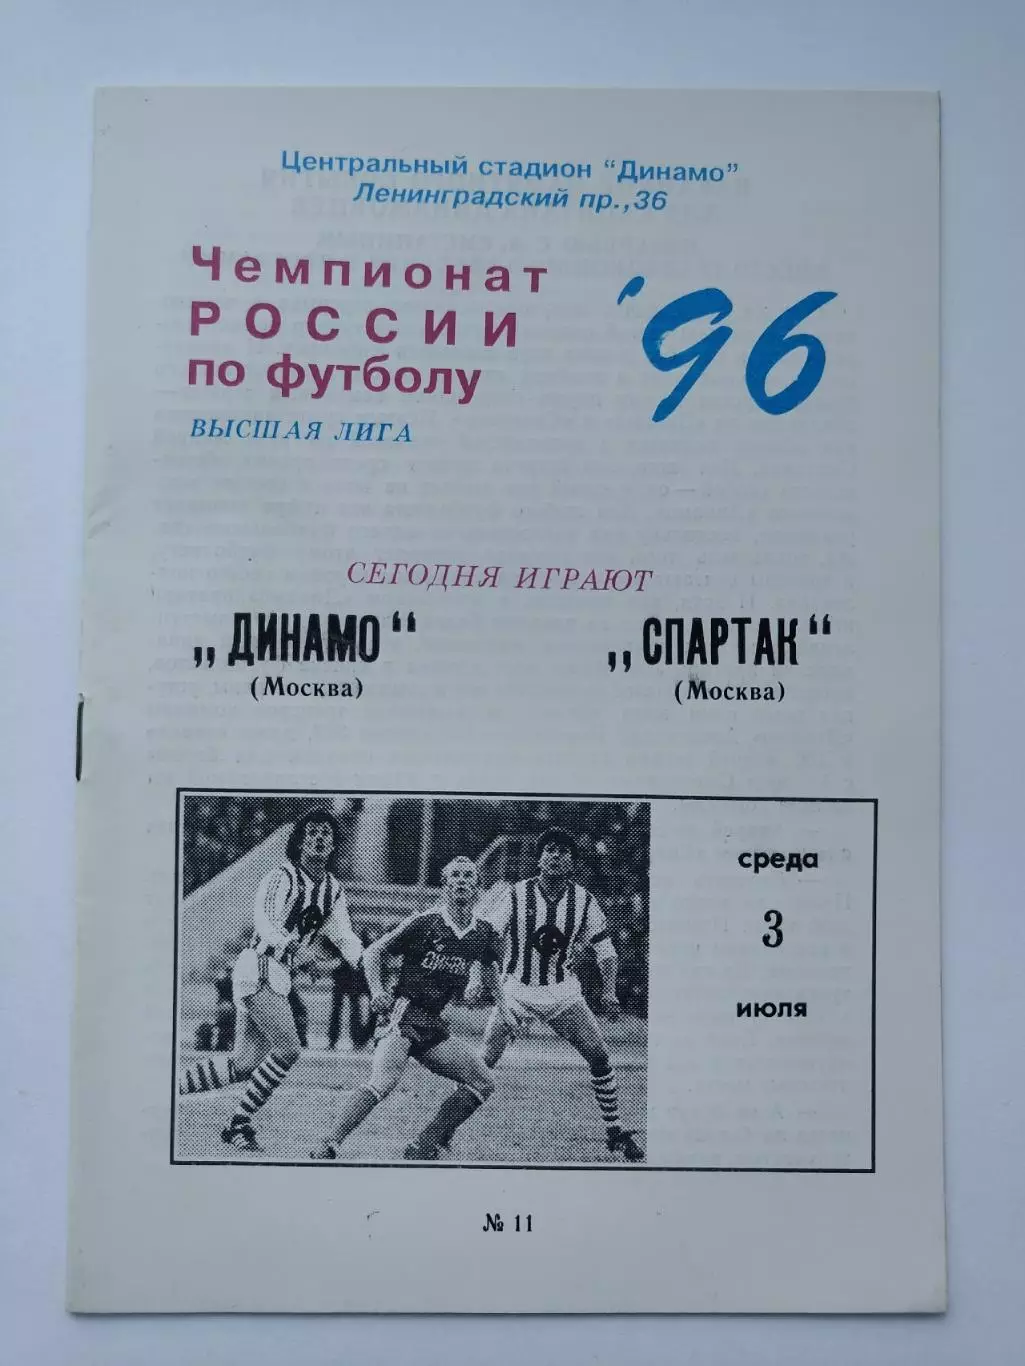 Центральный стадион "Динамо"
Ленинградский пр.,36
Чемпионат
РОССИИ
по футболу
'96
ВЫСШАЯ ЛИГА
СЕГОДНЯ ИГРАЮТ
„ДИНАМО“
(Москва)
„СПАРТАК“
(Москва)
среда
3
июля
№ 11